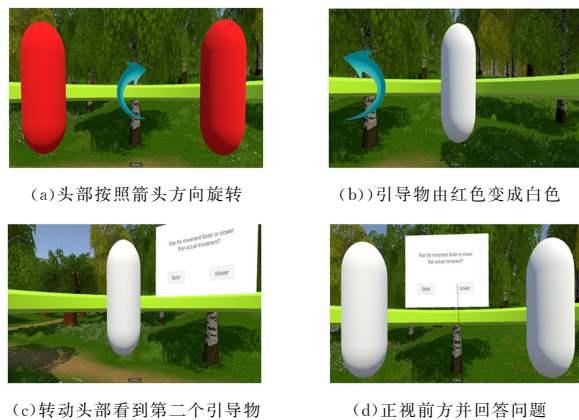 (a)头部按照箭头方向旋转
(b))引导物由红色变成白色
Was the movement faster or slower
than actual movement?
faster slower
(c)转动头部看到第二个引导物
Was the movement faster or slower
than actual movement?
faster slower
(d)正视前方并回答问题